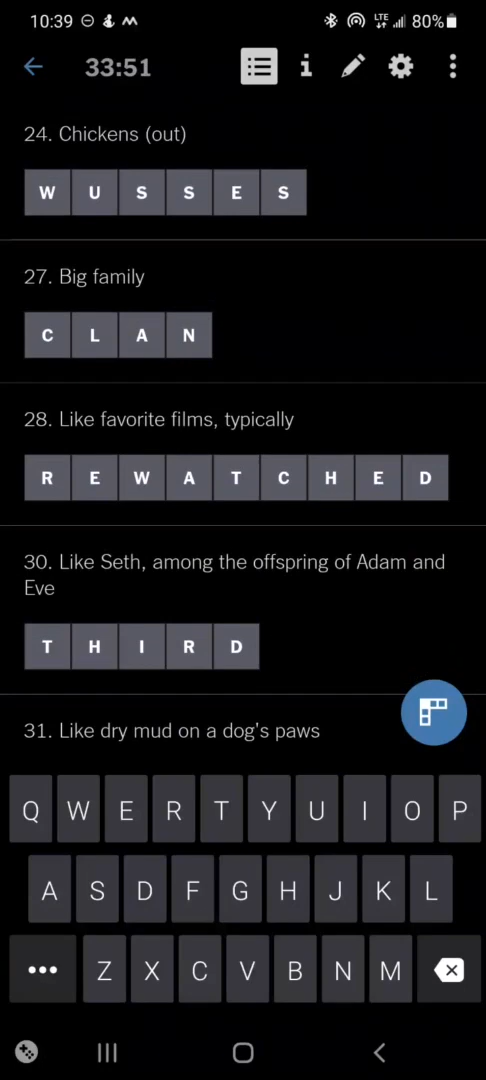 10:39 LTE 80%
33:51
24. Chickens (out)
W U S S E S
27. Big family
C L A N
28. Like favorite films, typically
R E W A T C H E D
30. Like Seth, among the offspring of Adam and
Eve
T H I R D
31. Like dry mud on a dog's paws
Q W E R T Y U I O P
A S D F G H J K L
Z X C V B N M